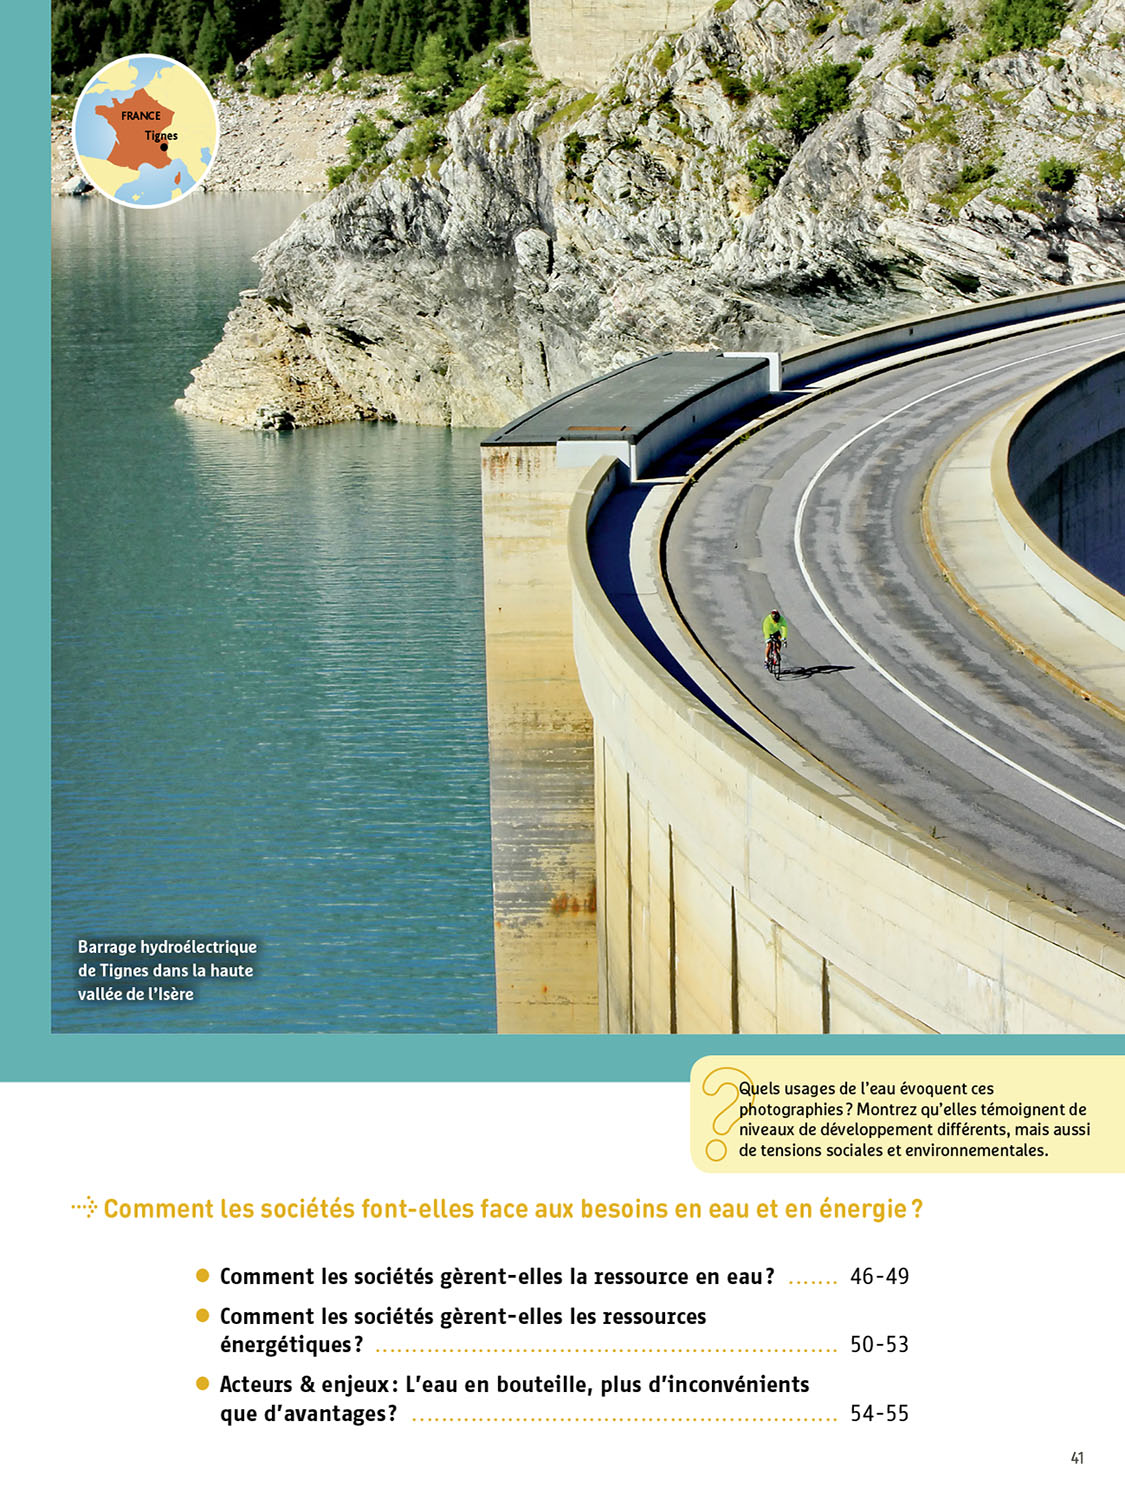 FRANCE
Tignes
Barrage hydroélectrique
de Tignes dans la haute
vallée de l'Isère
?
Quels usages de l'eau évoquent ces
photographies ? Montrez qu'elles témoignent de
niveaux de développement différents, mais aussi
de tensions sociales et environnementales.
Comment les sociétés font-elles face aux besoins en eau et en énergie ?
● Comment les sociétés gèrent-elles la ressource en eau ? ....... 46-49
● Comment les sociétés gèrent-elles les ressources
énergétiques ? ............................................................... 50-53
● Acteurs & enjeux : L'eau en bouteille, plus d'inconvénients
que d'avantages ? .......................................................... 54-55
41